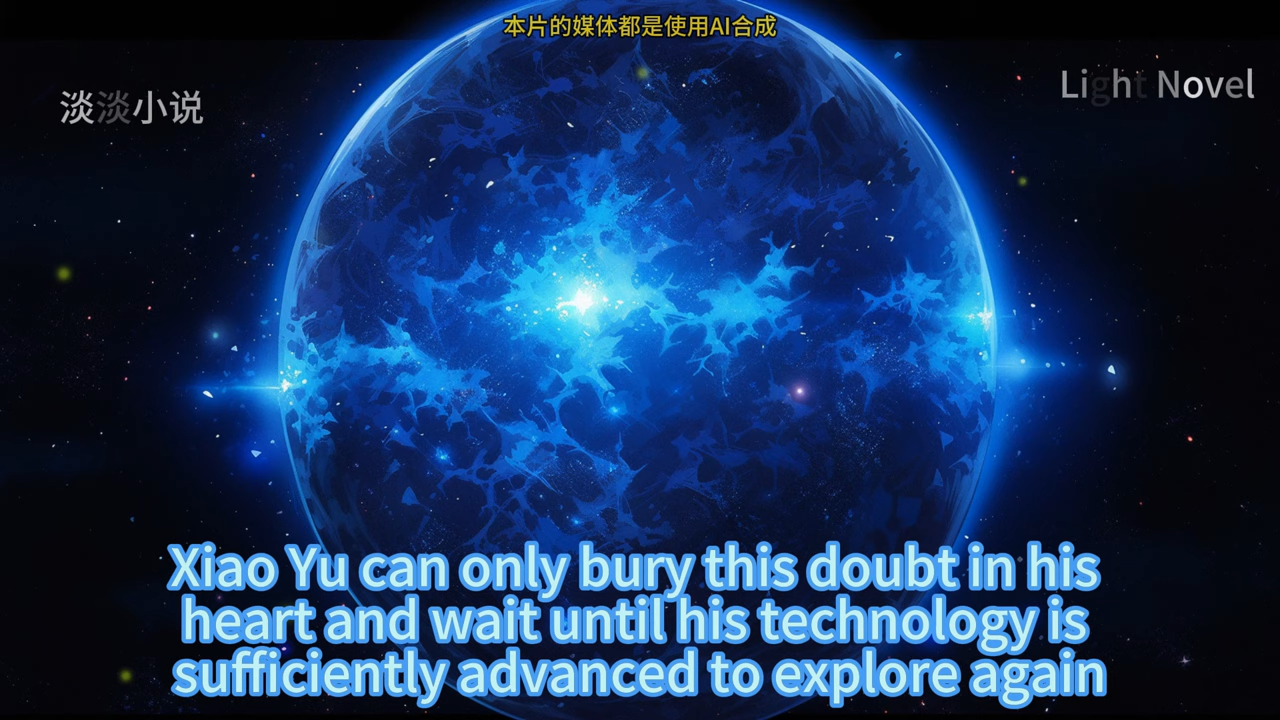 本片的媒体都是使用AI合成
淡淡小说
Light Novel
Xiao Yu can only bury this doubt in his
heart and wait until his technology is
sufficiently advanced to explore again